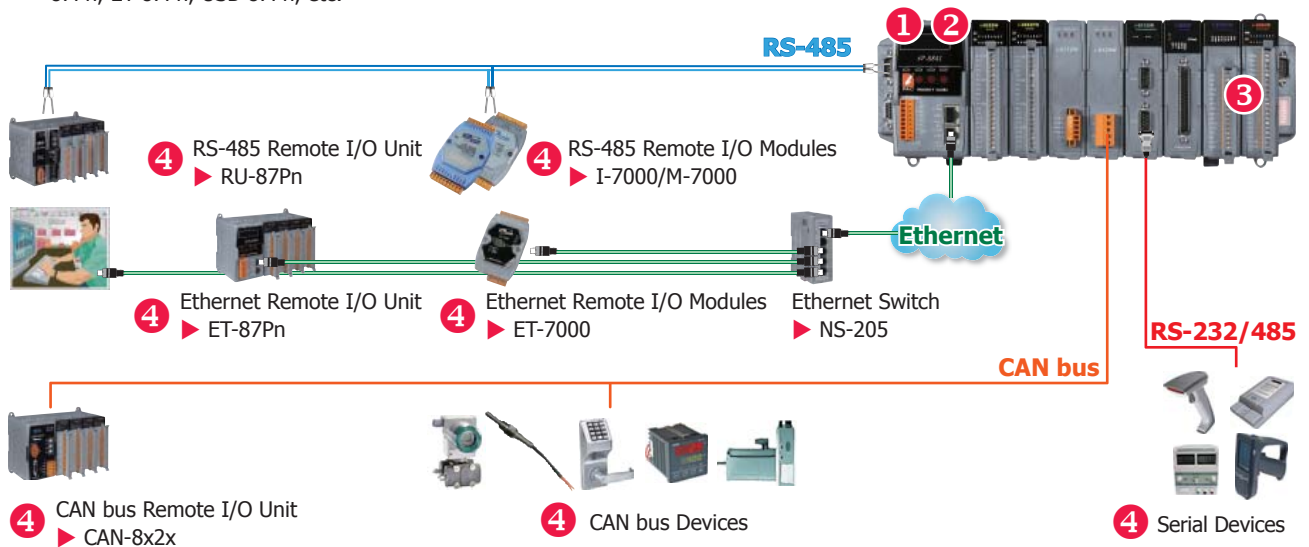 RS-485
1
2
3
4 RS-485 Remote I/O Unit
▶ RU-87Pn
4 RS-485 Remote I/O Modules
▶ I-7000/M-7000
Ethernet
4 Ethernet Remote I/O Unit
▶ ET-87Pn
4 Ethernet Remote I/O Modules
▶ ET-7000
Ethernet Switch
▶ NS-205
RS-232/485
CAN bus
4 CAN bus Remote I/O Unit
▶ CAN-8x2x
4 CAN bus Devices
4 Serial Devices